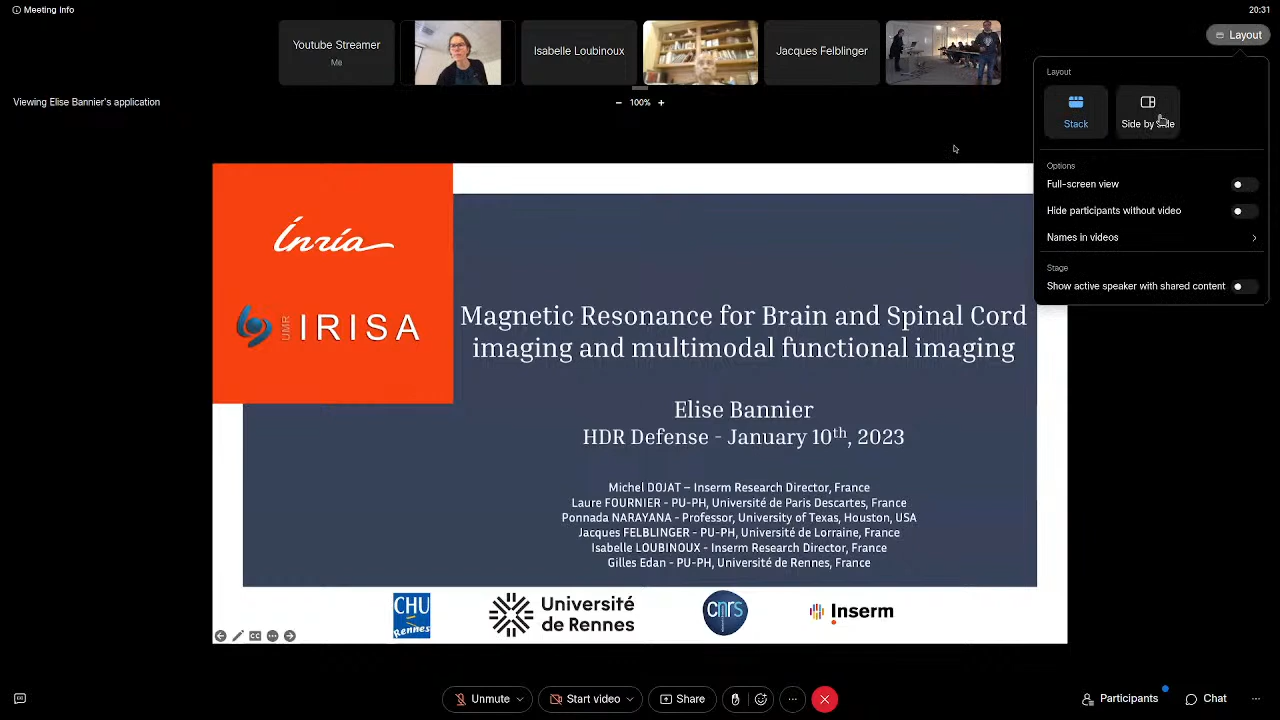 Meeting Info
20:31
Youtube Streamer
Me
Isabelle Loubinoux
Jacques Felblinger
Layout
Viewing Elise Bannier's application
100%
Layout
Stack
Side by side
Options
Full-screen view
Hide participants without video
Names in videos
Stage
Show active speaker with shared content
Inria
UMR IRISA
Magnetic Resonance for Brain and Spinal Cord
imaging and multimodal functional imaging
Elise Bannier
HDR Defense - January 10th, 2023
Michel DOJAT – Inserm Research Director, France
Laure FOURNIER - PU-PH, Université de Paris Descartes, France
Ponnada NARAYANA - Professor, University of Texas, Houston, USA
Jacques FELBLINGER - PU-PH, Université de Lorraine, France
Isabelle LOUBINOUX - Inserm Research Director, France
Gilles Edan - PU-PH, Université de Rennes, France
CHU
Rennes
Université
de Rennes
cnrs
Inserm
CC
Unmute
Start video
Share
Participants
Chat